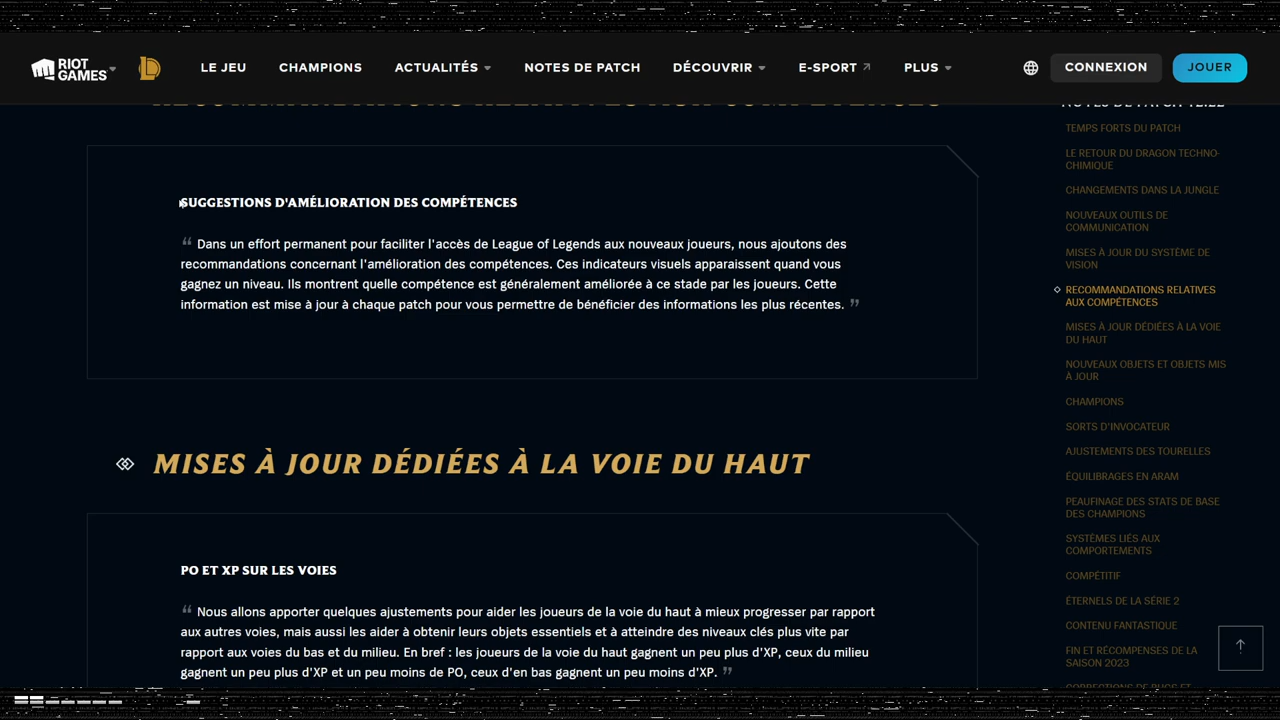 RIOT GAMES
LE JEU
CHAMPIONS
ACTUALITÉS
NOTES DE PATCH
DÉCOUVRIR
E-SPORT
PLUS
CONNEXION
JOUER
RECOMMANDATIONS RELATIVES AUX COMPÉTENCES
SUGGESTIONS D'AMÉLIORATION DES COMPÉTENCES
“ Dans un effort permanent pour faciliter l'accès de League of Legends aux nouveaux joueurs, nous ajoutons des
recommandations concernant l'amélioration des compétences. Ces indicateurs visuels apparaissent quand vous
gagnez un niveau. Ils montrent quelle compétence est généralement améliorée à ce stade par les joueurs. Cette
information est mise à jour à chaque patch pour vous permettre de bénéficier des informations les plus récentes. ”
MISES À JOUR DÉDIÉES À LA VOIE DU HAUT
PO ET XP SUR LES VOIES
“ Nous allons apporter quelques ajustements pour aider les joueurs de la voie du haut à mieux progresser par rapport
aux autres voies, mais aussi les aider à obtenir leurs objets essentiels et à atteindre des niveaux clés plus vite par
rapport aux voies du bas et du milieu. En bref : les joueurs de la voie du haut gagnent un peu plus d'XP, ceux du milieu
gagnent un peu plus d'XP et un peu moins de PO, ceux d'en bas gagnent un peu moins d'XP. ”
NOTES DE PATCH 12.22
TEMPS FORTS DU PATCH
LE RETOUR DU DRAGON TECHNO-
CHIMIQUE
CHANGEMENTS DANS LA JUNGLE
NOUVEAUX OUTILS DE
COMMUNICATION
MISES À JOUR DU SYSTÈME DE
VISION
RECOMMANDATIONS RELATIVES
AUX COMPÉTENCES
MISES À JOUR DÉDIÉES À LA VOIE
DU HAUT
NOUVEAUX OBJETS ET OBJETS MIS
À JOUR
CHAMPIONS
SORTS D'INVOCATEUR
AJUSTEMENTS DES TOURELLES
ÉQUILIBRAGES EN ARAM
PEAUFINAGE DES STATS DE BASE
DES CHAMPIONS
SYSTÈMES LIÉS AUX
COMPORTEMENTS
COMPÉTITIF
ÉTERNELS DE LA SÉRIE 2
CONTENU FANTASTIQUE
FIN ET RÉCOMPENSES DE LA
SAISON 2023
CORRECTIONS DE BUGS ET